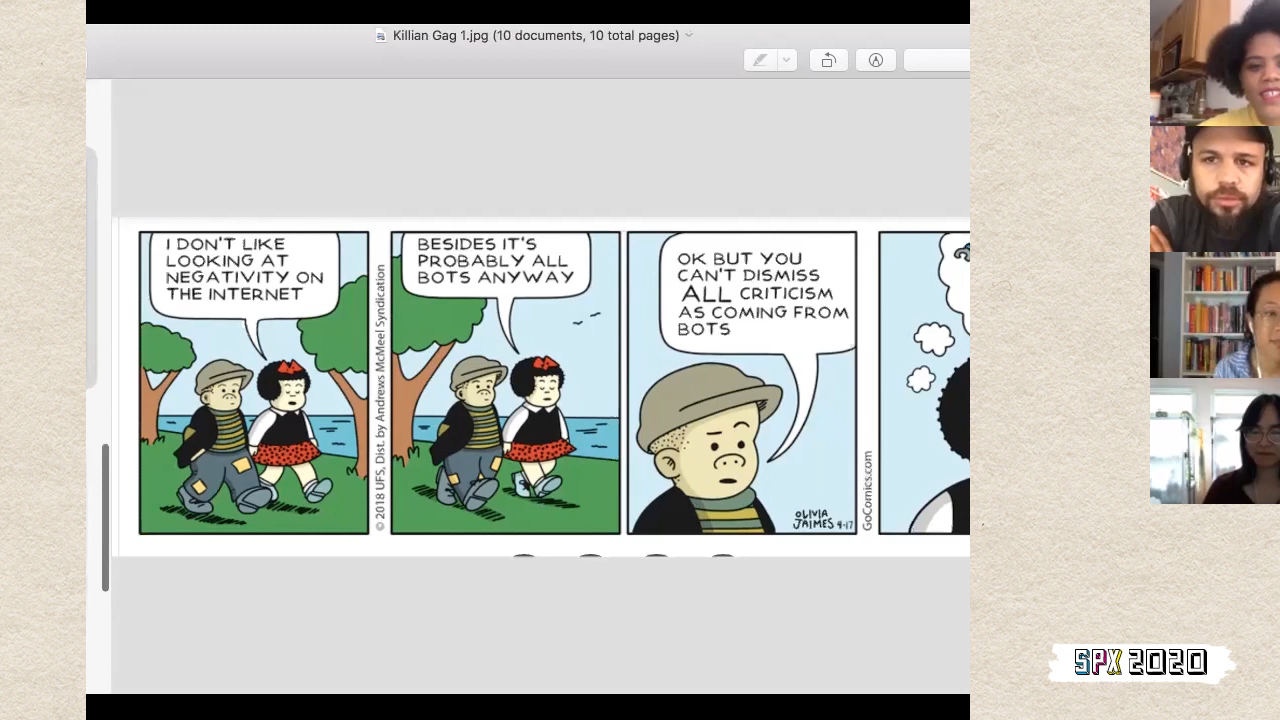 Killian Gag 1.jpg (10 documents, 10 total pages)
I DON'T LIKE
LOOKING AT
NEGATIVITY ON
THE INTERNET
© 2018 UFS, Dist. by Andrews McMeel Syndication
BESIDES IT'S
PROBABLY ALL
BOTS ANYWAY
OK BUT YOU
CAN'T DISMISS
ALL CRITICISM
AS COMING FROM
BOTS
OLIVIA
JAIMES 9-17
GoComics.com
SPX 2020